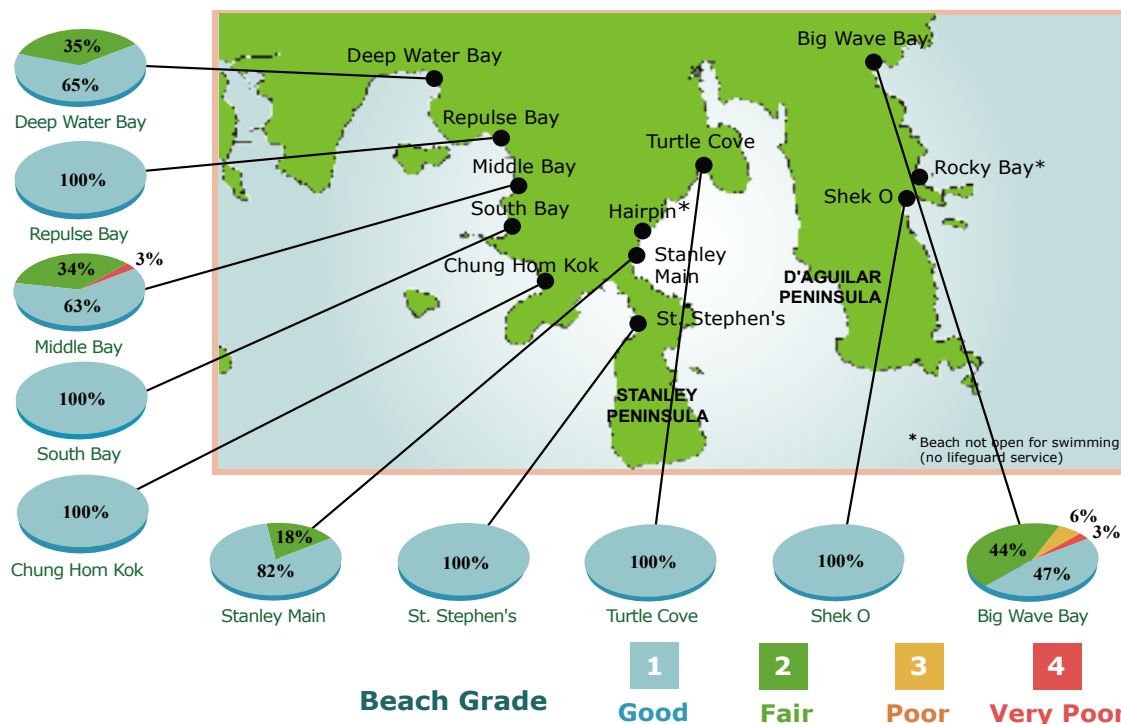 35%
65%
Deep Water Bay
100%
Repulse Bay
34%
3%
63%
Middle Bay
100%
South Bay
100%
Chung Hom Kok
Deep Water Bay
Big Wave Bay
Repulse Bay
Turtle Cove
Middle Bay
Rocky Bay*
Shek O
South Bay
Hairpin*
Stanley
Main
Chung Hom Kok
D'AGUILAR
PENINSULA
St. Stephen's
STANLEY
PENINSULA
* Beach not open for swimming
(no lifeguard service)
18%
82%
Stanley Main
100%
St. Stephen's
100%
Turtle Cove
100%
Shek O
6%
3%
44%
47%
Big Wave Bay
Beach Grade
1
Good
2
Fair
3
Poor
4
Very Poor